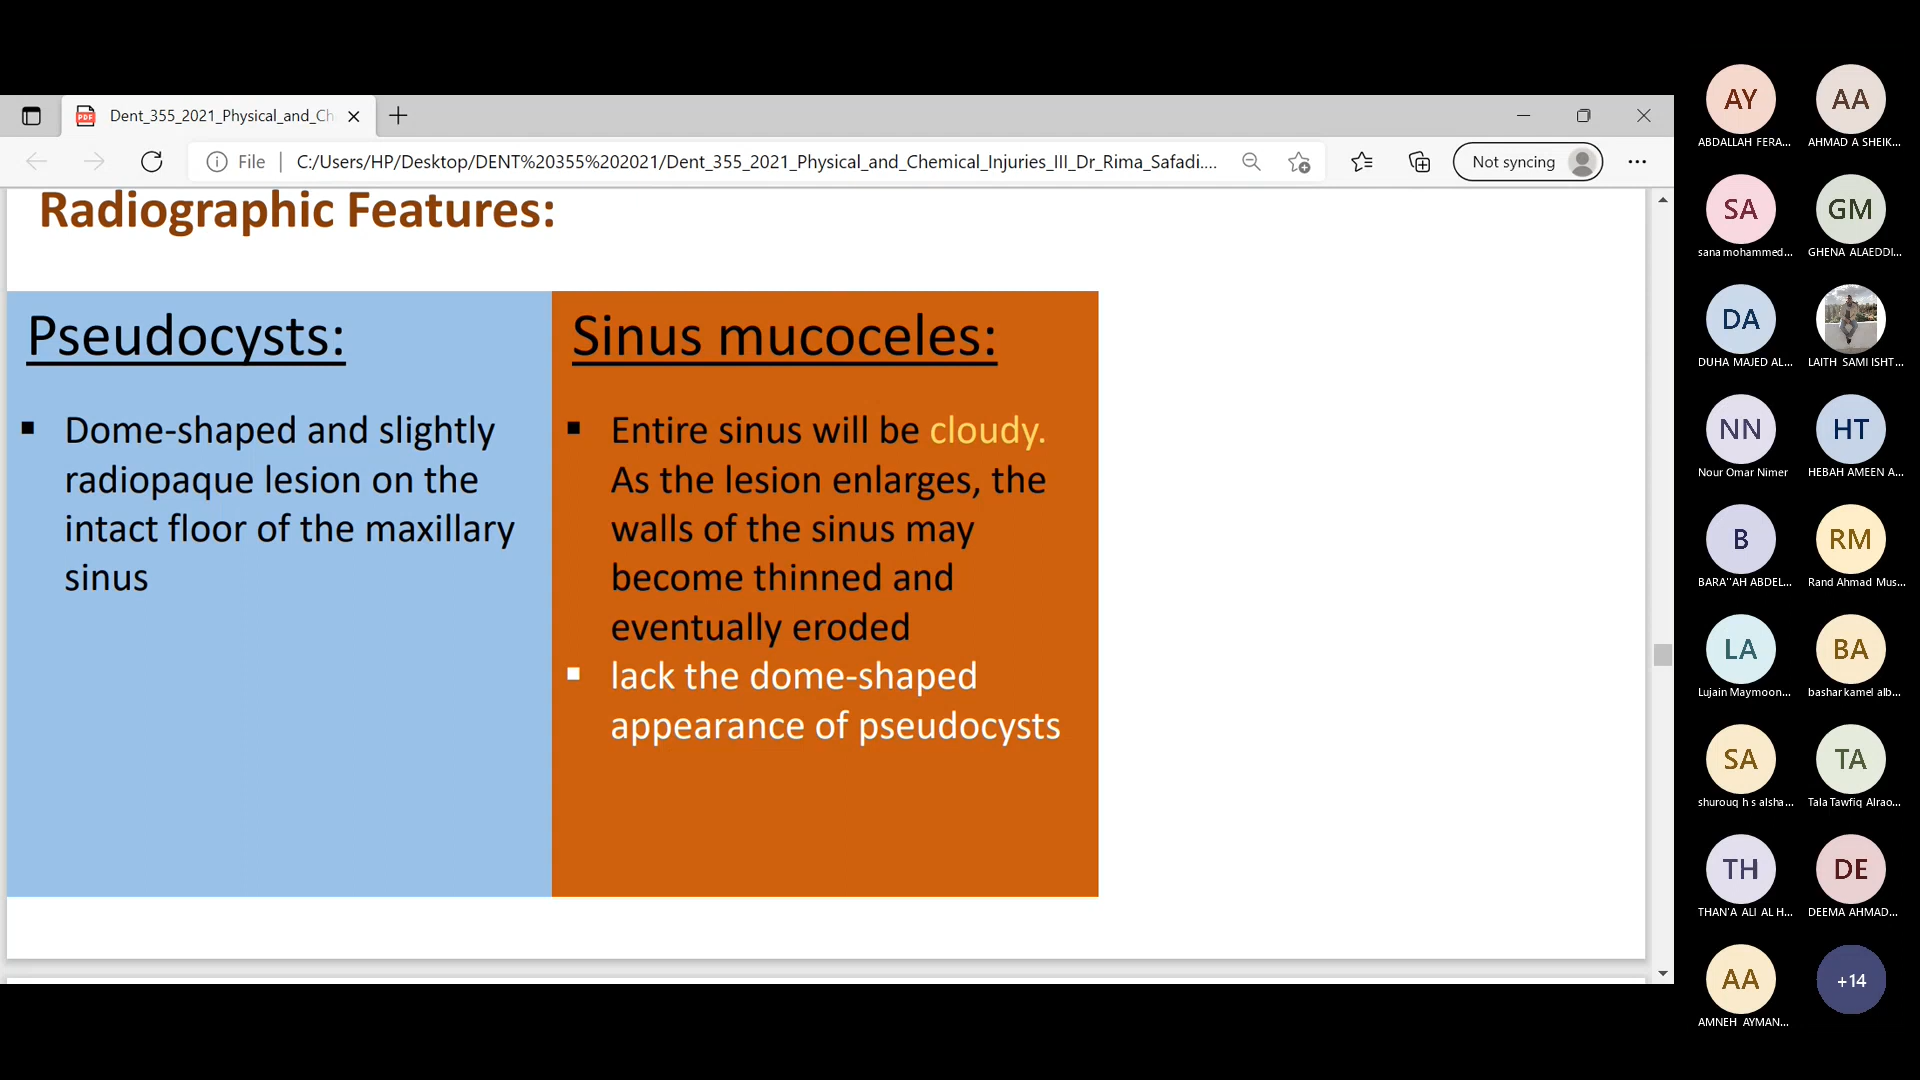 Dent_355_2021_Physical_and_Ch
File
C:/Users/HP/Desktop/DENT%20355%202021/Dent_355_2021_Physical_and_Chemical_Injuries_III_Dr_Rima_Safadi....
Not syncing
Radiographic Features:
Pseudocysts:
▪ Dome-shaped and slightly
radiopaque lesion on the
intact floor of the maxillary
sinus
Sinus mucoceles:
▪ Entire sinus will be cloudy.
As the lesion enlarges, the
walls of the sinus may
become thinned and
eventually eroded
▪ lack the dome-shaped
appearance of pseudocysts
AY
ABDALLAH FERA...
AA
AHMAD A SHEIK...
SA
sana mohammed...
GM
GHENA ALAEDDI...
DA
DUHA MAJED AL...
LAITH SAMI ISHT...
NN
Nour Omar Nimer
HT
HEBAH AMEEN A...
B
BARA''AH ABDEL...
RM
Rand Ahmad Mus...
LA
Lujain Maymoon...
BA
bashar kamel alb...
SA
shurouq h s alsha...
TA
Tala Tawfiq Alrao...
TH
THAN'A ALI AL H...
DE
DEEMA AHMAD...
AA
AMNEH AYMAN...
+14